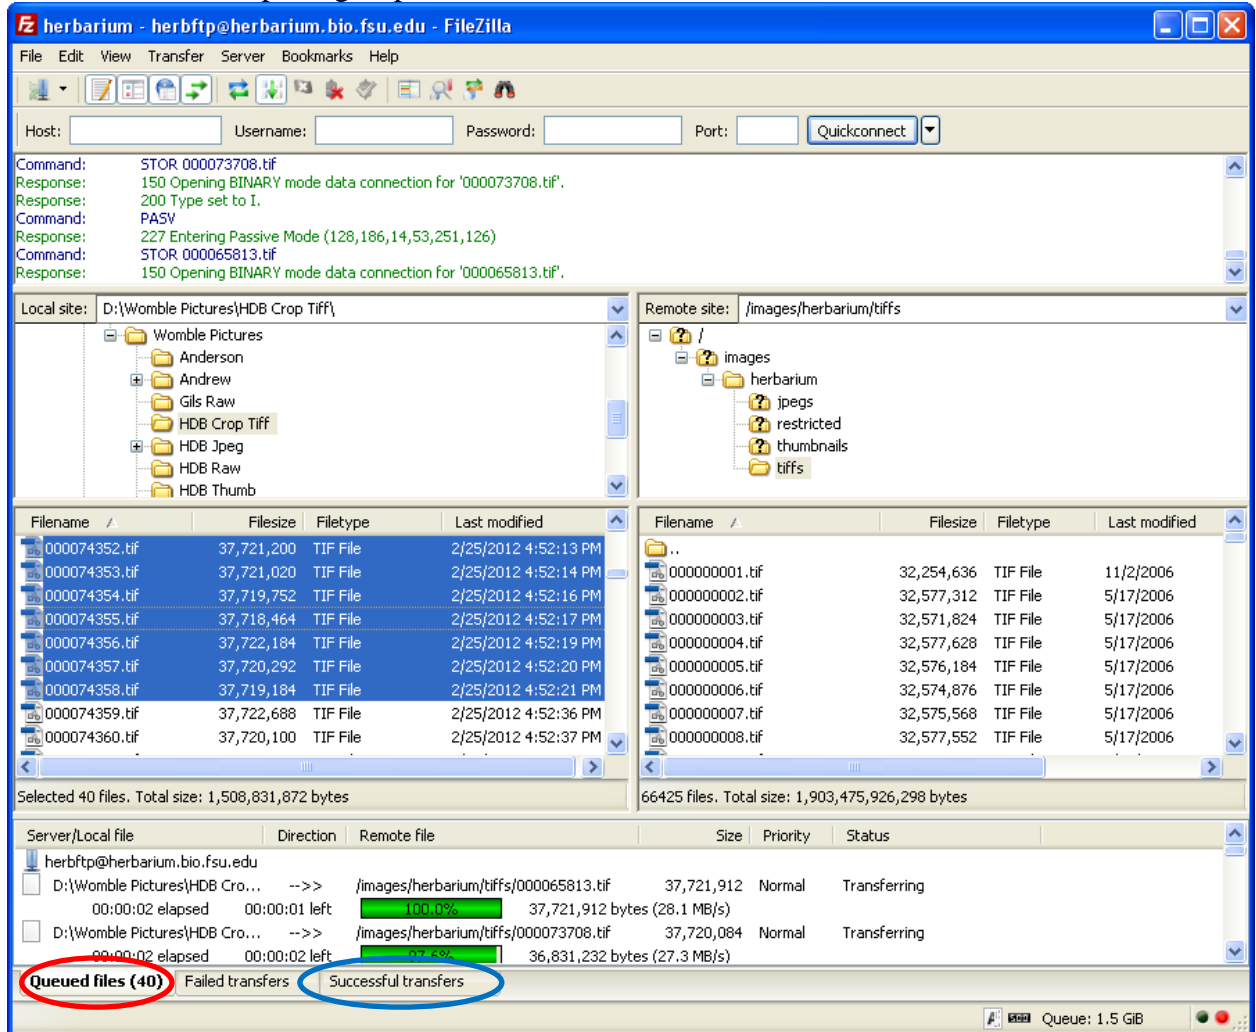 herbarium - herbftp@herbarium.bio.fsu.edu - FileZilla
File Edit View Transfer Server Bookmarks Help
Host: Username: Password: Port: Quickconnect
Command: STOR 000073708.tif
Response: 150 Opening BINARY mode data connection for '000073708.tif'.
Response: 200 Type set to I.
Command: PASV
Response: 227 Entering Passive Mode (128,186,14,53,251,126)
Command: STOR 000065813.tif
Response: 150 Opening BINARY mode data connection for '000065813.tif'.
Local site: D:\Womble Pictures\HDB Crop Tiff\
Womble Pictures
Anderson
Andrew
Gils Raw
HDB Crop Tiff
HDB Jpeg
HDB Raw
HDB Thumb
Remote site: /images/herbarium/tiffs
/
images
herbarium
jpegs
restricted
thumbnails
tiffs
Filename Filesize Filetype Last modified
000074352.tif 37,721,200 TIF File 2/25/2012 4:52:13 PM
000074353.tif 37,721,020 TIF File 2/25/2012 4:52:14 PM
000074354.tif 37,719,752 TIF File 2/25/2012 4:52:16 PM
000074355.tif 37,718,464 TIF File 2/25/2012 4:52:17 PM
000074356.tif 37,722,184 TIF File 2/25/2012 4:52:19 PM
000074357.tif 37,720,292 TIF File 2/25/2012 4:52:20 PM
000074358.tif 37,719,184 TIF File 2/25/2012 4:52:21 PM
000074359.tif 37,722,688 TIF File 2/25/2012 4:52:36 PM
000074360.tif 37,720,100 TIF File 2/25/2012 4:52:37 PM
Selected 40 files. Total size: 1,508,831,872 bytes
Filename Filesize Filetype Last modified
..
000000001.tif 32,254,636 TIF File 11/2/2006
000000002.tif 32,577,312 TIF File 5/17/2006
000000003.tif 32,571,824 TIF File 5/17/2006
000000004.tif 32,577,628 TIF File 5/17/2006
000000005.tif 32,576,184 TIF File 5/17/2006
000000006.tif 32,574,876 TIF File 5/17/2006
000000007.tif 32,575,568 TIF File 5/17/2006
000000008.tif 32,577,552 TIF File 5/17/2006
66425 files. Total size: 1,903,475,926,298 bytes
Server/Local file Direction Remote file Size Priority Status
herbftp@herbarium.bio.fsu.edu
D:\Womble Pictures\HDB Cro... -->> /images/herbarium/tiffs/000065813.tif 37,721,912 Normal Transferring
00:00:02 elapsed 00:00:01 left 100.0% 37,721,912 bytes (28.1 MB/s)
D:\Womble Pictures\HDB Cro... -->> /images/herbarium/tiffs/000073708.tif 37,720,084 Normal Transferring
00:00:02 elapsed 00:00:02 left 97.6% 36,831,232 bytes (27.3 MB/s)
Queued files (40) Failed transfers Successful transfers
Queue: 1.5 GiB